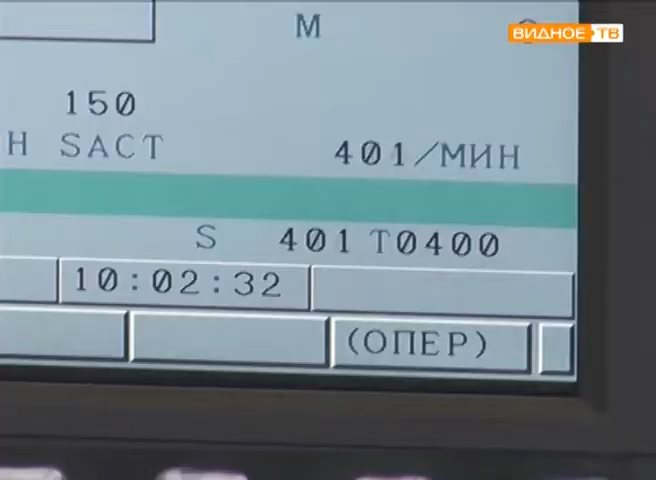 M
ВИДНОЕ ТВ
150
Н SACT 401/МИН
S 401 T0400
10:02:32
(ОПЕР)